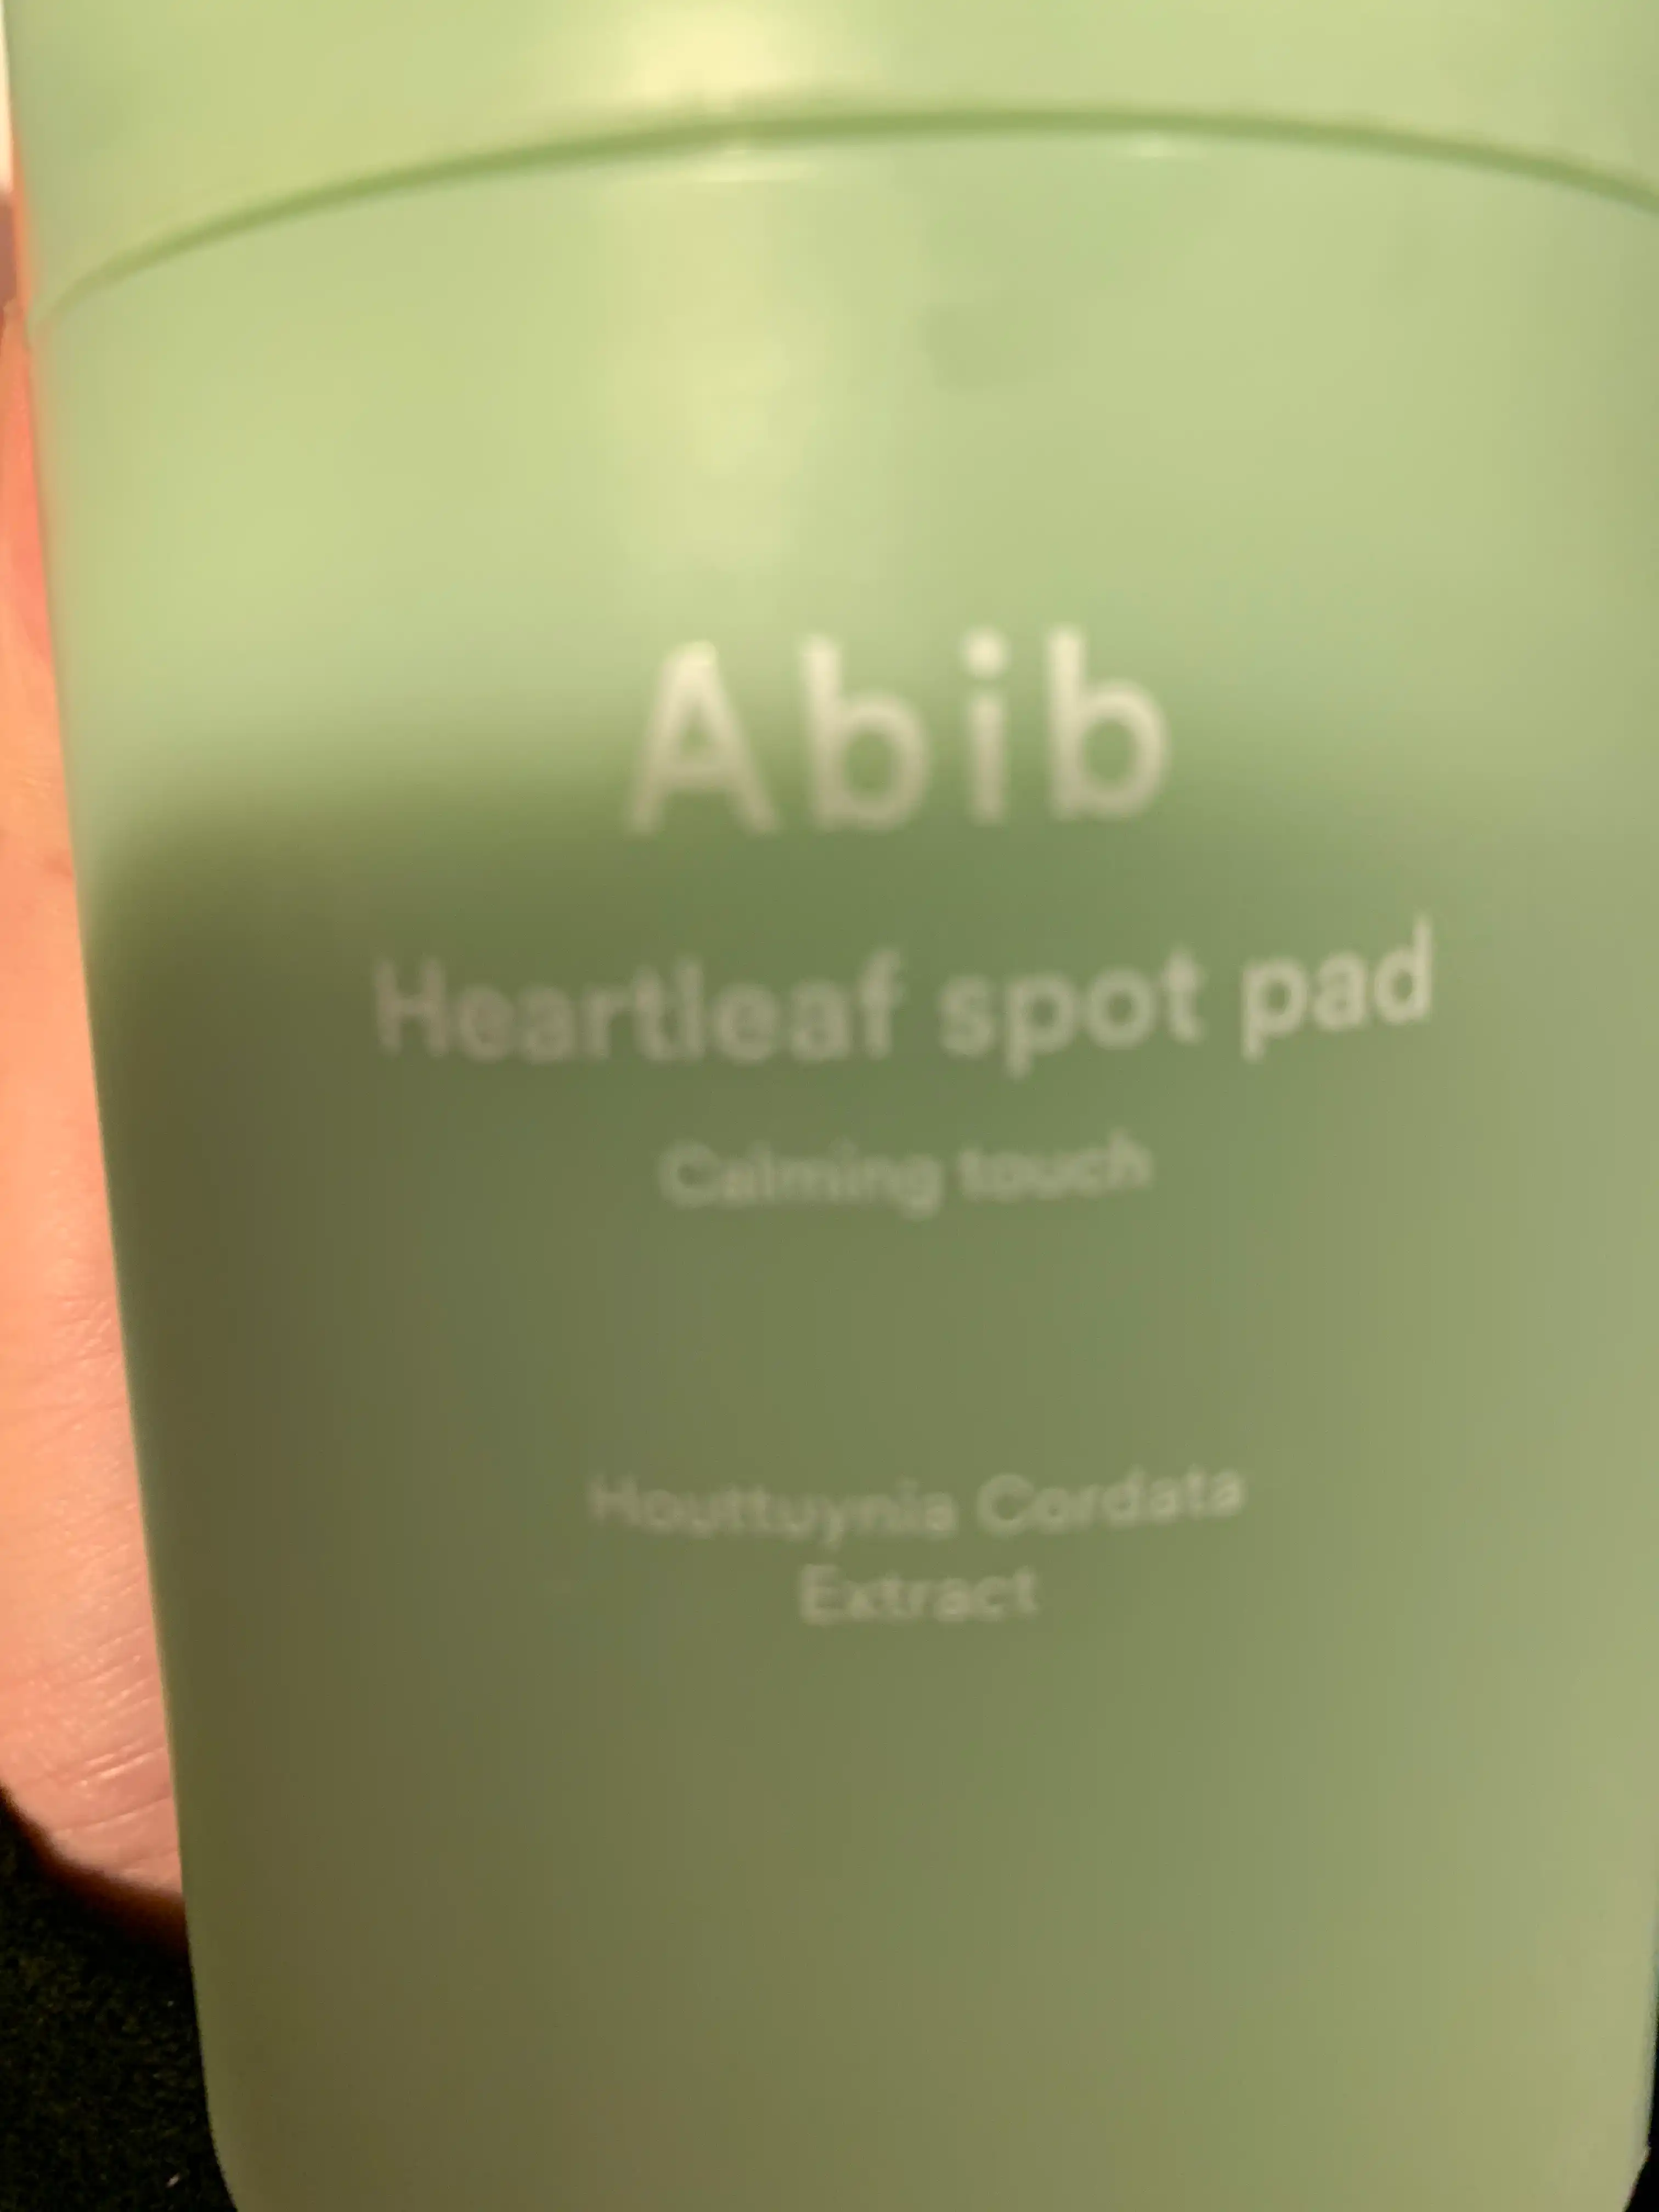 Abib
Heartleaf spot pad
Calming touch
Houttuynia Cordata
Extract